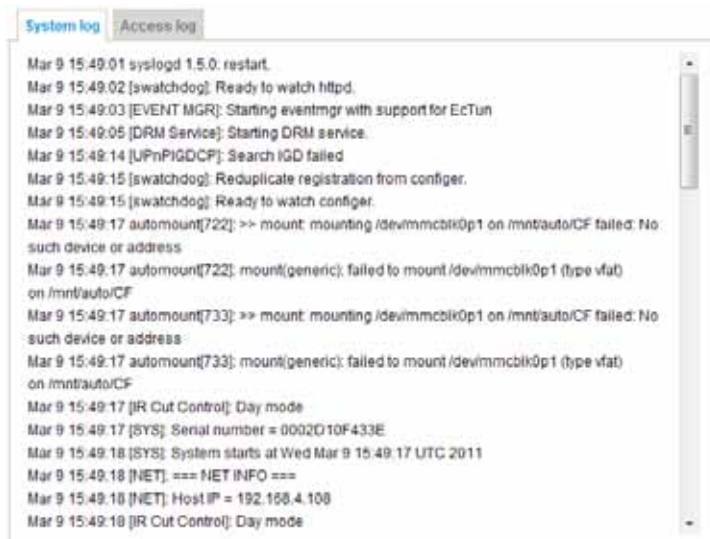 System log Access log
Mar 9 15:49:01 syslogd 1.5.0: restart.
Mar 9 15:49:02 [swatchdog]: Ready to watch httpd.
Mar 9 15:49:03 [EVENT MGR]: Starting eventmgr with support for EcTun
Mar 9 15:49:05 [DRM Service]: Starting DRM service.
Mar 9 15:49:14 [UPnPIGDCP]: Search IGD failed
Mar 9 15:49:15 [swatchdog]: Reduplicate registration from configer.
Mar 9 15:49:15 [swatchdog]: Ready to watch configer.
Mar 9 15:49:17 automount[722]: >> mount: mounting /dev/mmcblk0p1 on /mnt/auto/CF failed: No
such device or address
Mar 9 15:49:17 automount[722]: mount(generic): failed to mount /dev/mmcblk0p1 (type vfat)
on /mnt/auto/CF
Mar 9 15:49:17 automount[733]: >> mount: mounting /dev/mmcblk0p1 on /mnt/auto/CF failed: No
such device or address
Mar 9 15:49:17 automount[733]: mount(generic): failed to mount /dev/mmcblk0p1 (type vfat)
on /mnt/auto/CF
Mar 9 15:49:17 [IR Cut Control]: Day mode
Mar 9 15:49:17 [SYS]: Serial number = 0002D10F433E
Mar 9 15:49:18 [SYS]: System starts at Wed Mar 9 15:49:17 UTC 2011
Mar 9 15:49:18 [NET]: === NET INFO ===
Mar 9 15:49:18 [NET]: Host IP = 192.168.4.108
Mar 9 15:49:18 [IR Cut Control]: Day mode